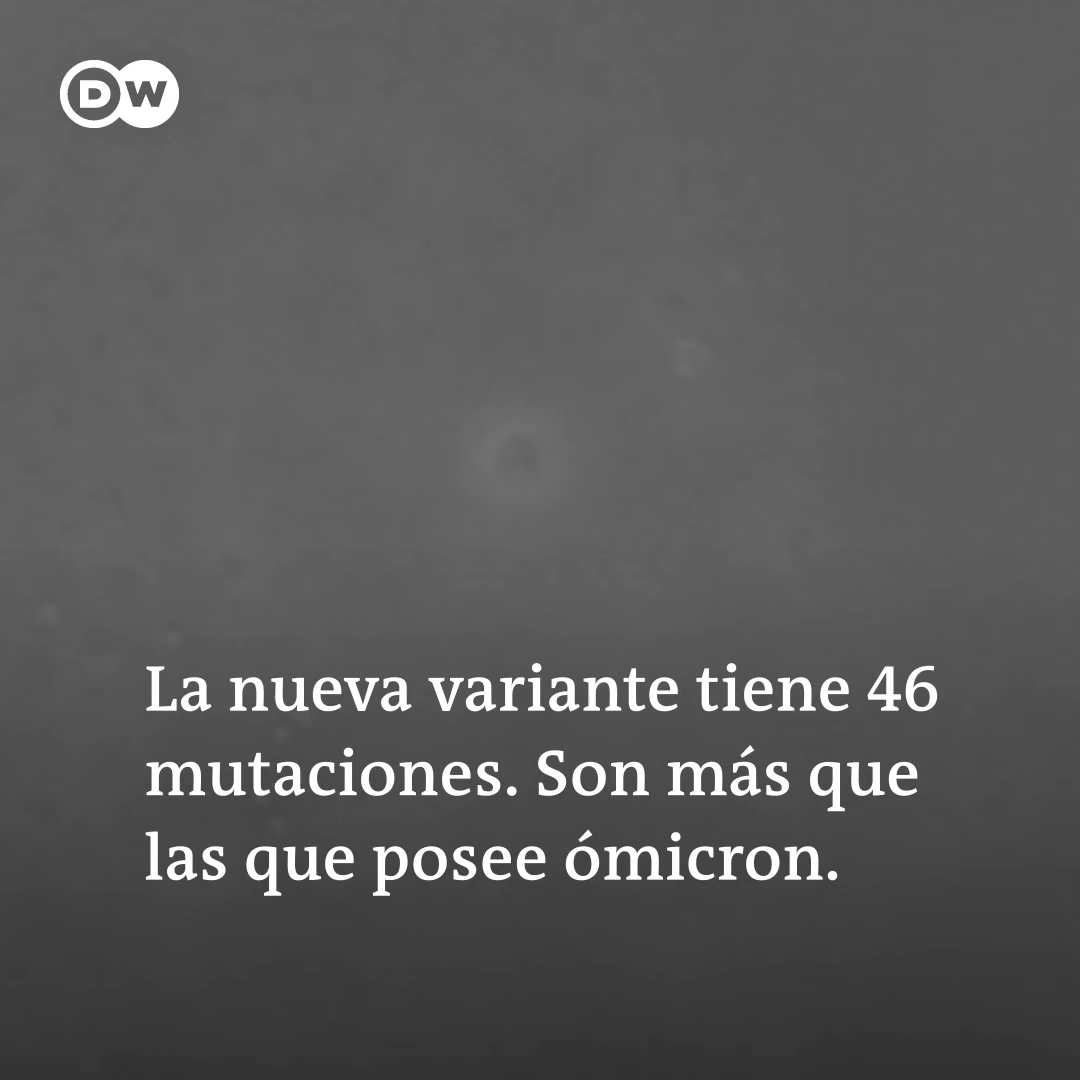 DW
La nueva variante tiene 46
mutaciones. Son más que
las que posee ómicron.